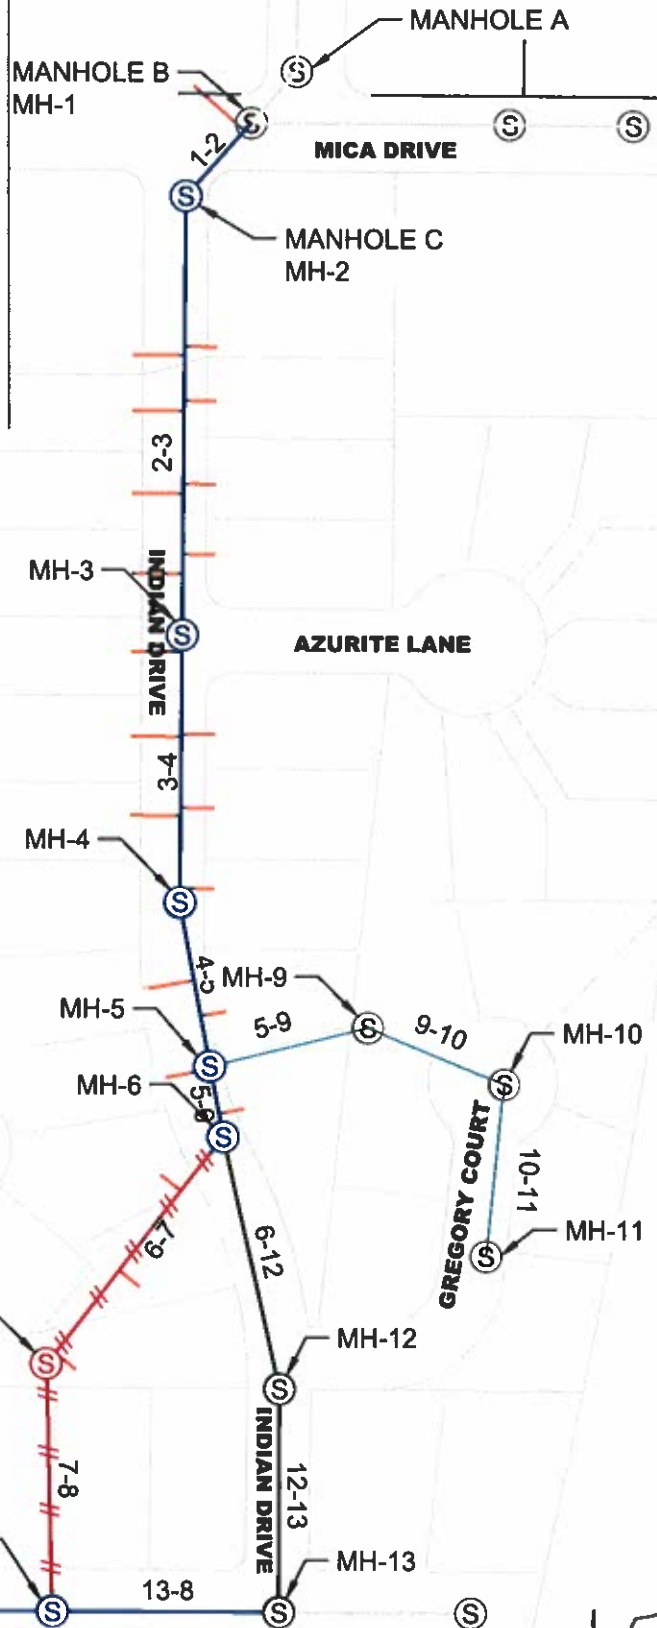 MANHOLE A
MANHOLE B
MH-1
S
S
S
S
MICA DRIVE
1-2
S
MANHOLE C
MH-2
2-3
MH-3
INDIAN DRIVE
S
AZURITE LANE
3-4
MH-4
S
4-5
MH-9
MH-5
5-9
S
9-10
MH-10
S
MH-6
5-6
S
S
GREGORY COURT
10-11
6-7
6-12
MH-11
S
MH-12
S
S
INDIAN DRIVE
7-8
12-13
MH-13
13-8
S
S
S